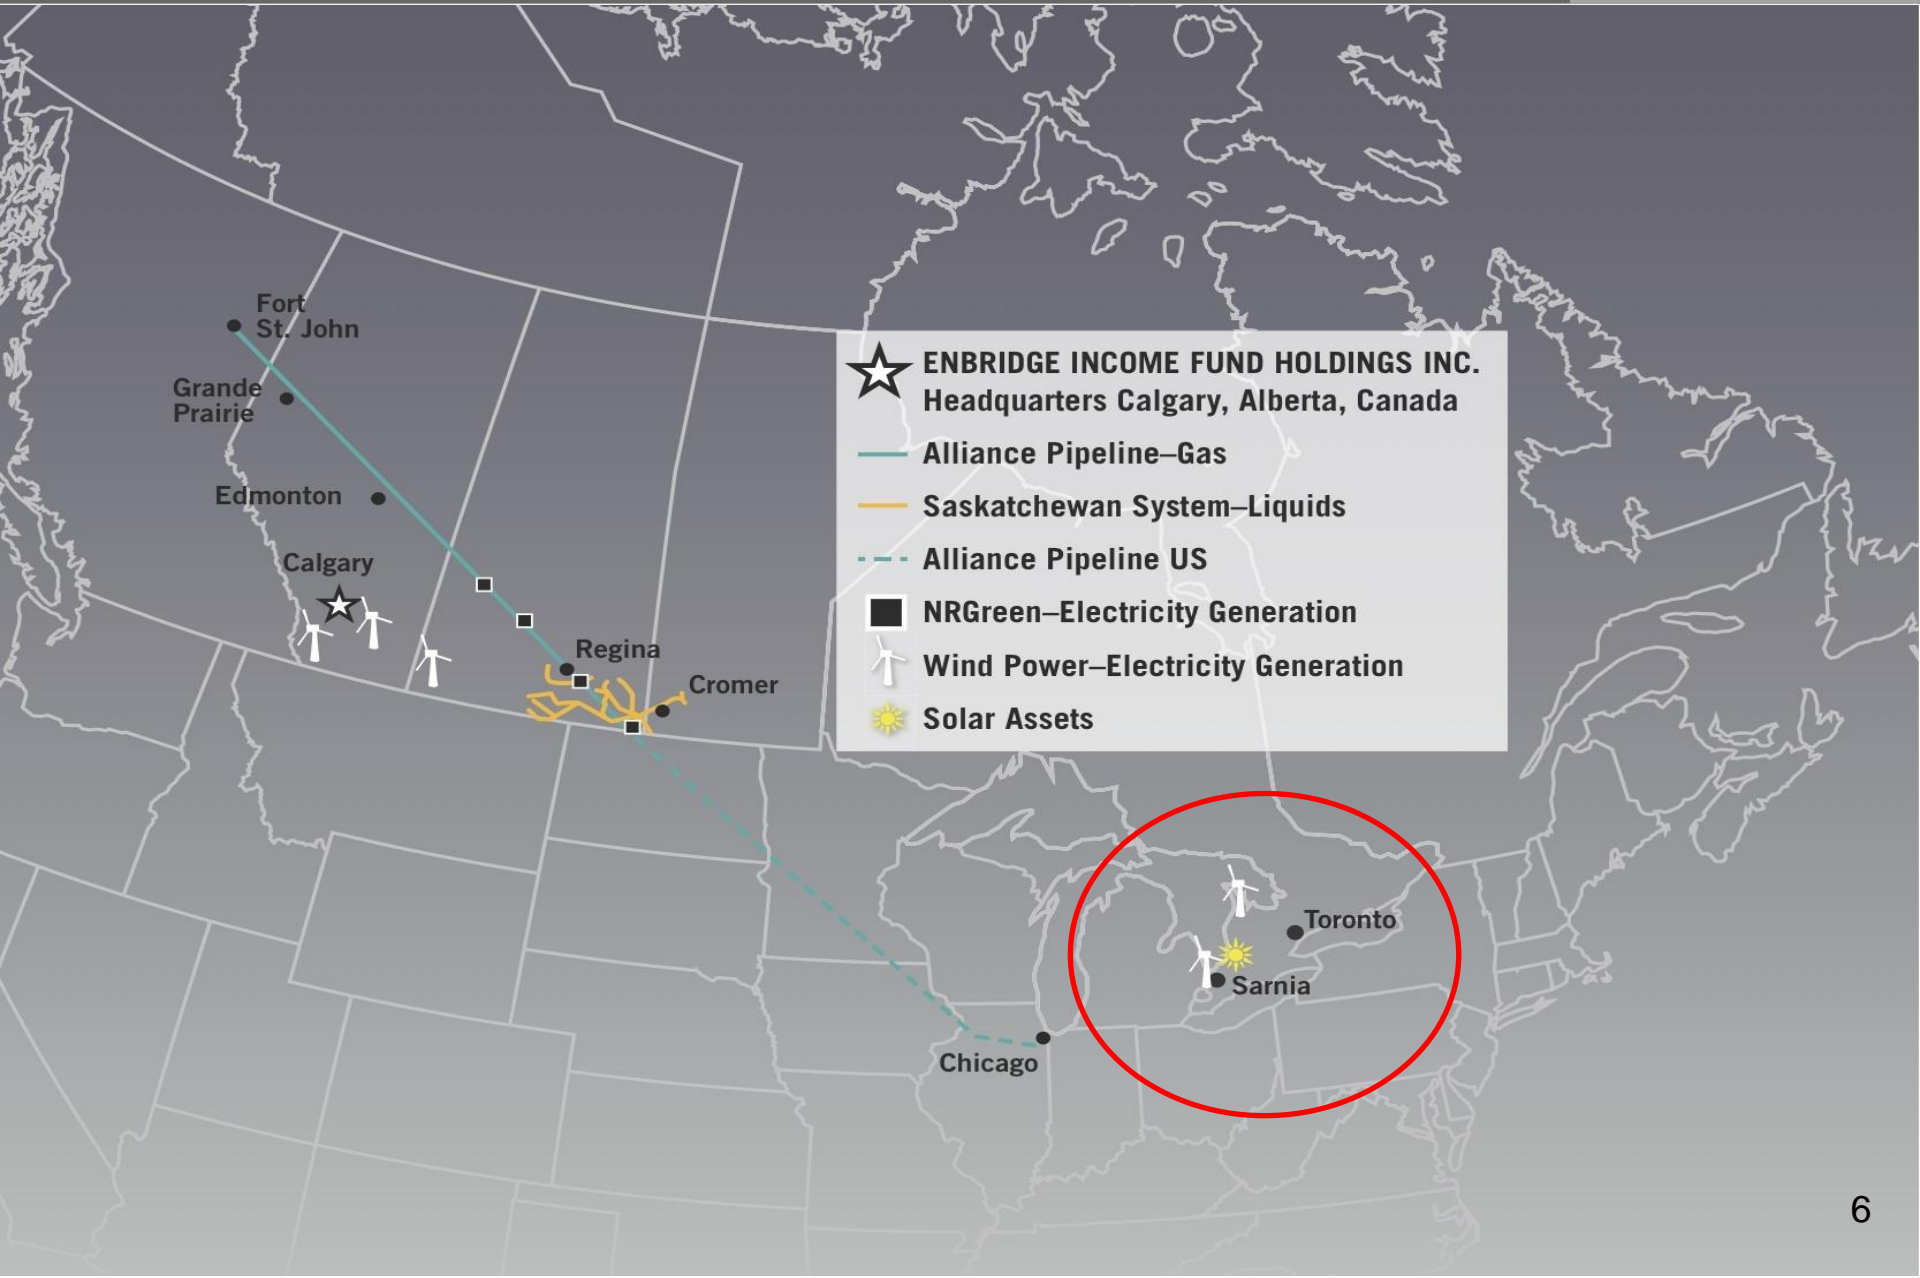 Fort
St. John
Grande
Prairie
Edmonton
Calgary
Regina
Cromer
ENBRIDGE INCOME FUND HOLDINGS INC.
Headquarters Calgary, Alberta, Canada
Alliance Pipeline–Gas
Saskatchewan System–Liquids
Alliance Pipeline US
NRGreen–Electricity Generation
Wind Power–Electricity Generation
Solar Assets
Toronto
Sarnia
Chicago
6